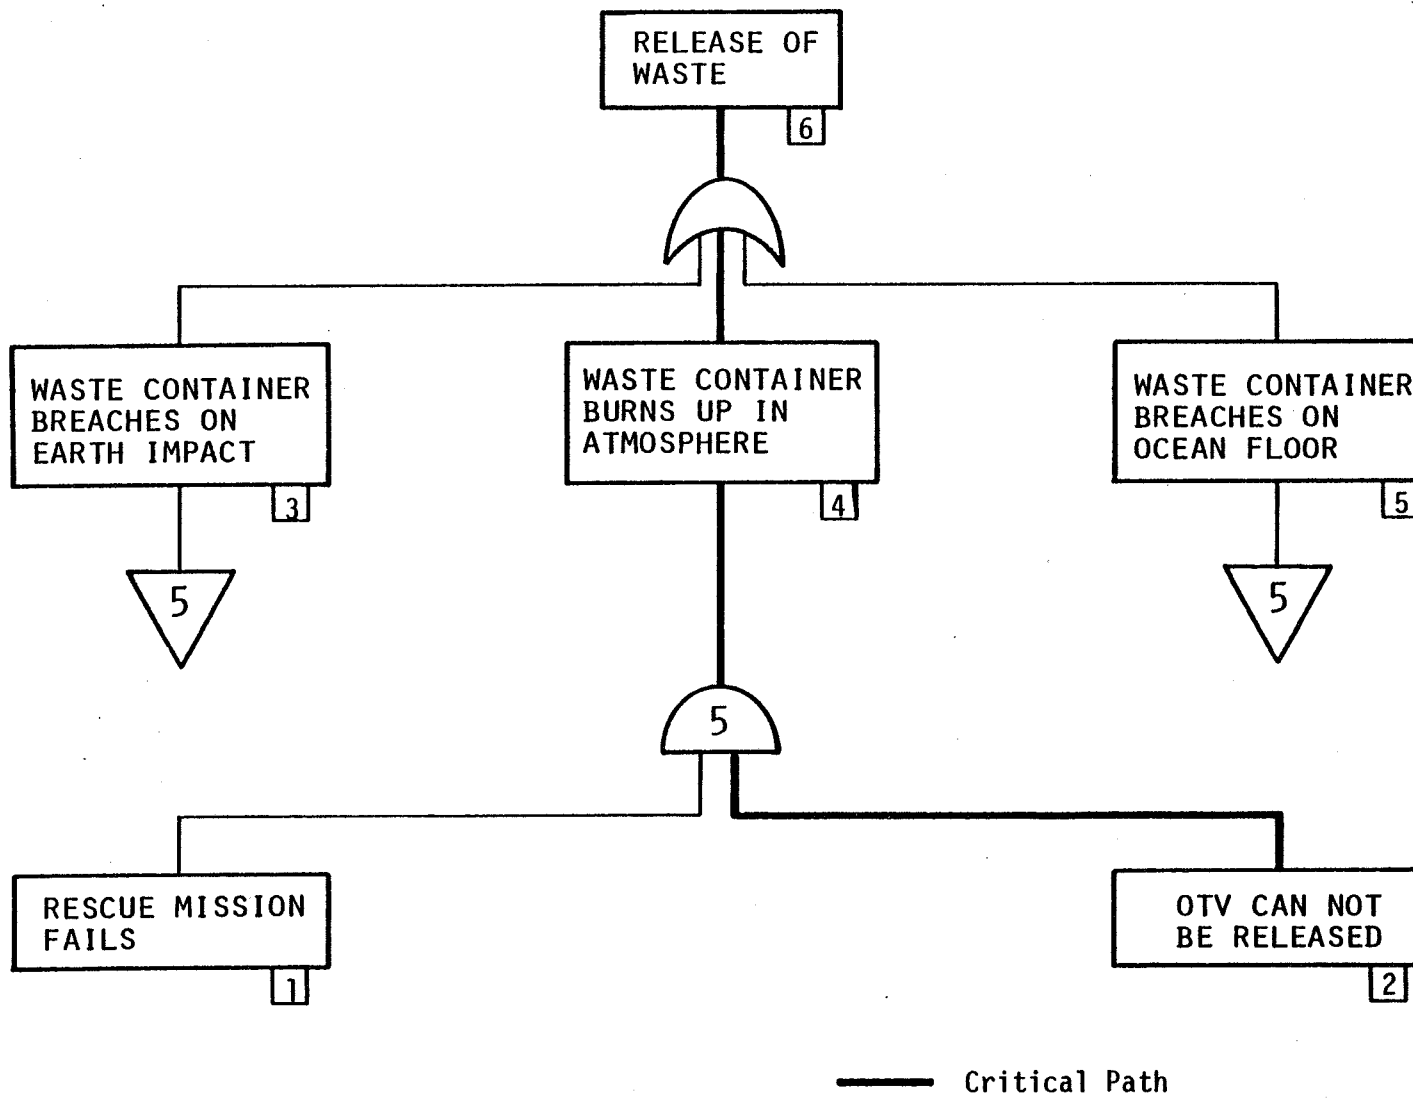 RELEASE OF
WASTE
6
WASTE CONTAINER
BREACHES ON
EARTH IMPACT
3
WASTE CONTAINER
BURNS UP IN
ATMOSPHERE
4
WASTE CONTAINER
BREACHES ON
OCEAN FLOOR
5
5
5
5
RESCUE MISSION
FAILS
1
OTV CAN NOT
BE RELEASED
2
Critical Path